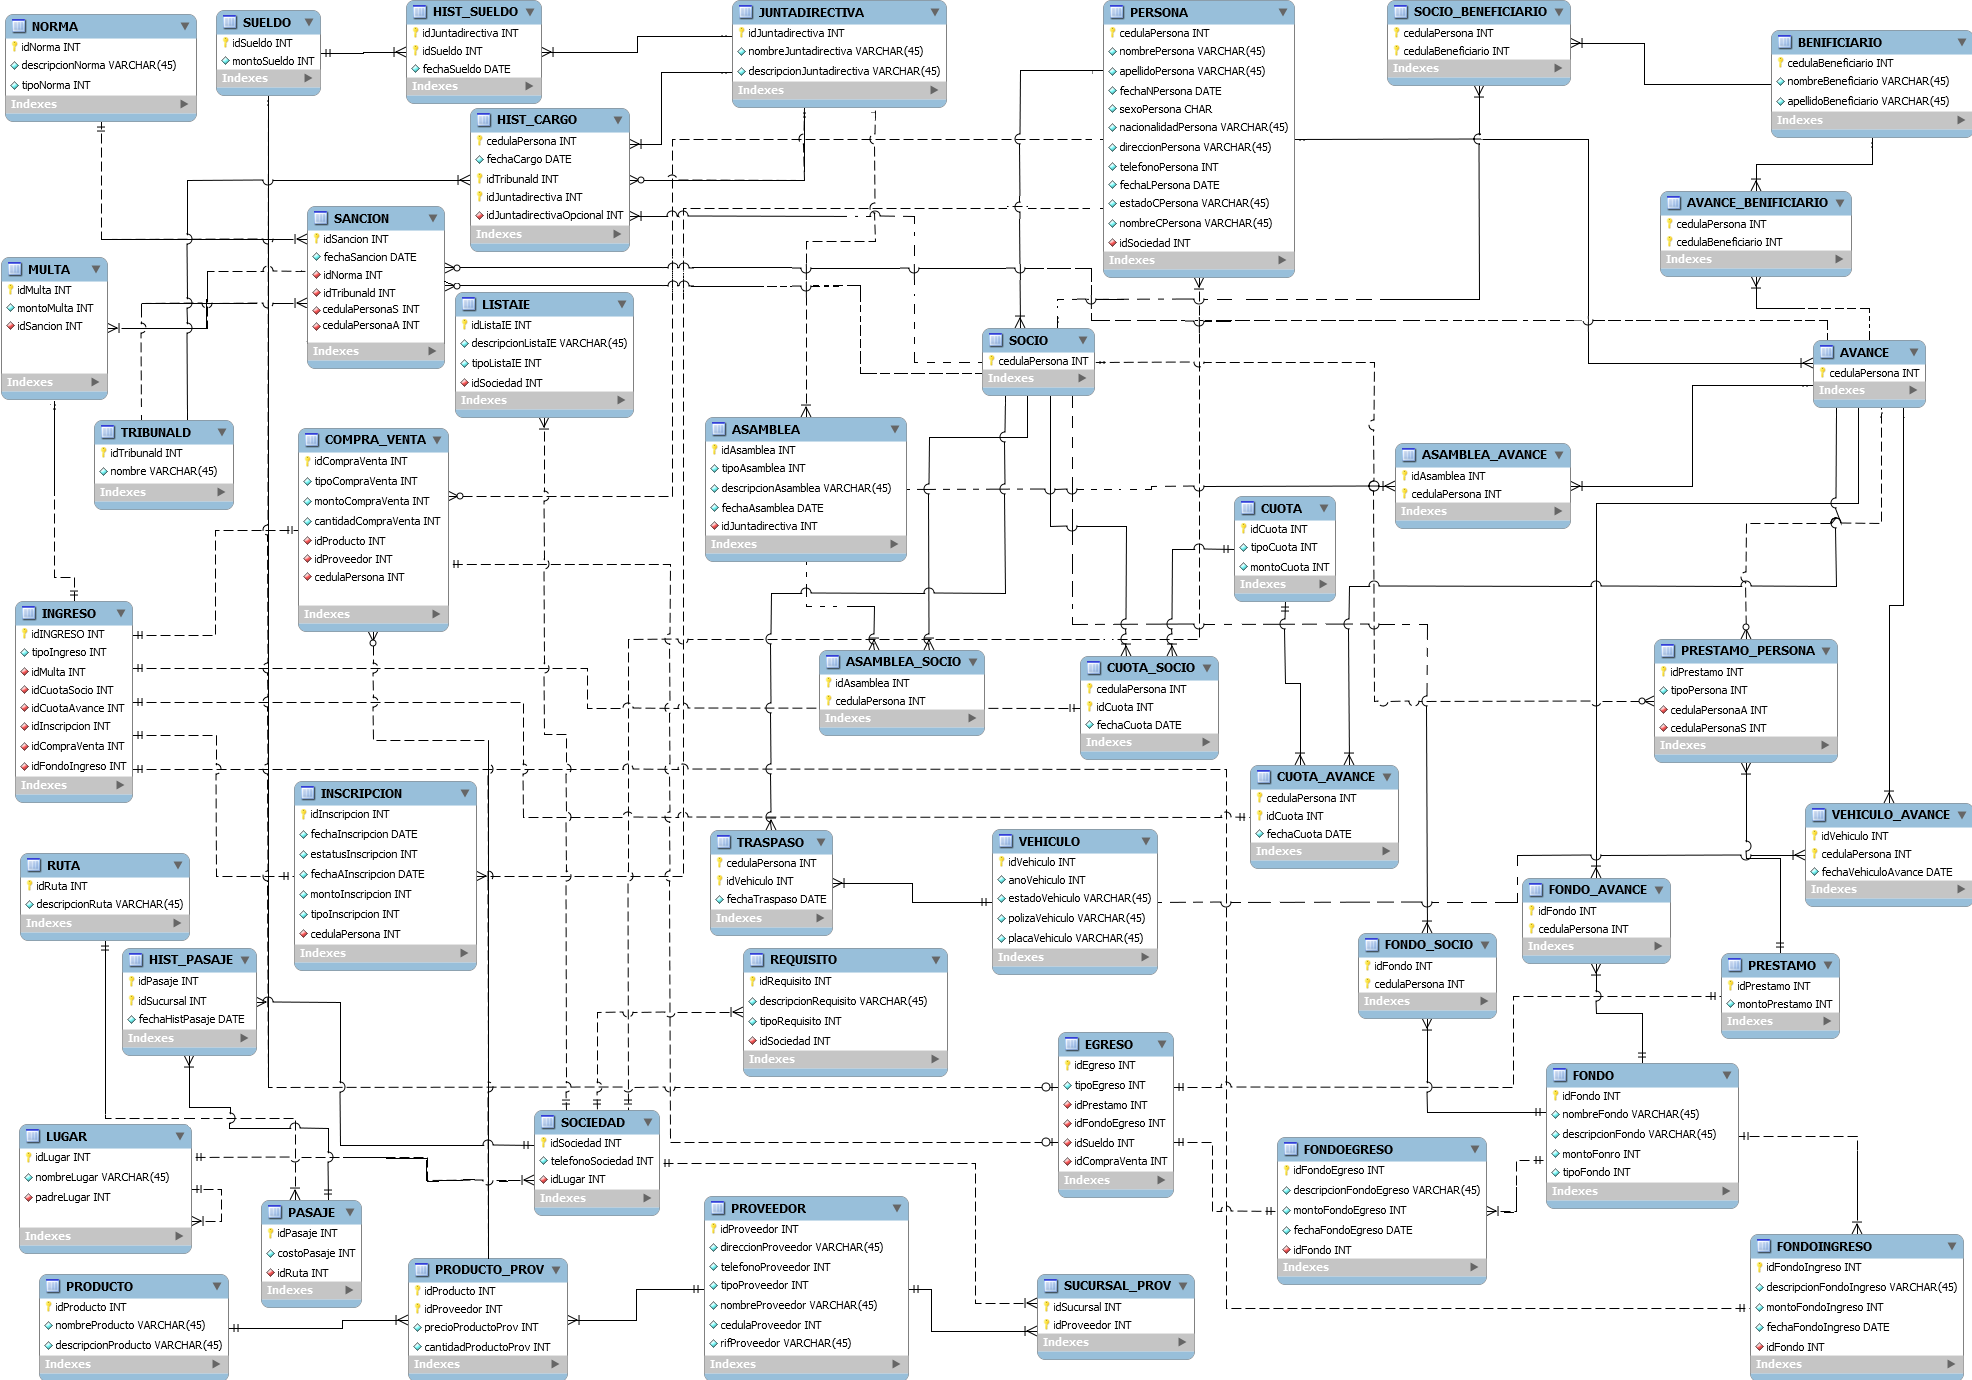 NORMA
idNorma INT
descripcionNorma VARCHAR(45)
tipoNorma INT
Indexes
SUELDO
idSueldo INT
montoSueldo INT
Indexes
HIST_SUELDO
idJuntadirectiva INT
idSueldo INT
fechaSueldo DATE
Indexes
JUNTADIRECTIVA
idJuntadirectiva INT
nombreJuntadirectiva VARCHAR(45)
descripcionJuntadirectiva VARCHAR(45)
Indexes
PERSONA
cedulaPersona INT
nombrePersona VARCHAR(45)
apellidoPersona VARCHAR(45)
fechaNPersona DATE
sexoPersona CHAR
nacionalidadPersona VARCHAR(45)
direccionPersona VARCHAR(45)
telefonoPersona INT
fechaLPersona DATE
estadoCPersona VARCHAR(45)
nombreCPersona VARCHAR(45)
idSociedad INT
Indexes
SOCIO_BENEFICIARIO
cedulaPersona INT
cedulaBeneficiario INT
Indexes
BENIFICIARIO
cedulaBeneficiario INT
nombreBeneficiario VARCHAR(45)
apellidoBeneficiario VARCHAR(45)
Indexes
HIST_CARGO
cedulaPersona INT
fechaCargo DATE
idTribunald INT
idJuntadirectiva INT
idJuntadirectivaOpcional INT
Indexes
AVANCE_BENIFICIARIO
cedulaPersona INT
cedulaBeneficiario INT
Indexes
SANCION
idSancion INT
fechaSancion DATE
idNorma INT
idTribunald INT
cedulaPersonaS INT
cedulaPersonaA INT
Indexes
MULTA
idMulta INT
montoMulta INT
idSancion INT
Indexes
LISTAIE
idListaIE INT
descripcionListaIE VARCHAR(45)
tipoListaIE INT
idSociedad INT
Indexes
SOCIO
cedulaPersona INT
Indexes
AVANCE
cedulaPersona INT
Indexes
TRIBUNALD
idTribunald INT
nombre VARCHAR(45)
Indexes
COMPRA_VENTA
idCompraVenta INT
tipoCompraVenta INT
montoCompraVenta INT
cantidadCompraVenta INT
idProducto INT
idProveedor INT
cedulaPersona INT
Indexes
ASAMBLEA
idAsamblea INT
tipoAsamblea INT
descripcionAsamblea VARCHAR(45)
fechaAsamblea DATE
idJuntadirectiva INT
Indexes
ASAMBLEA_AVANCE
idAsamblea INT
cedulaPersona INT
Indexes
CUOTA
idCuota INT
tipoCuota INT
montoCuota INT
Indexes
INGRESO
idINGRESO INT
tipoIngreso INT
idMulta INT
idCuotaSocio INT
idCuotaAvance INT
idInscripcion INT
idCompraVenta INT
idFondoIngreso INT
Indexes
ASAMBLEA_SOCIO
idAsamblea INT
cedulaPersona INT
Indexes
CUOTA_SOCIO
cedulaPersona INT
idCuota INT
fechaCuota DATE
Indexes
PRESTAMO_PERSONA
idPrestamo INT
tipoPersona INT
cedulaPersonaA INT
cedulaPersonaS INT
Indexes
CUOTA_AVANCE
cedulaPersona INT
idCuota INT
fechaCuota DATE
Indexes
INSCRIPCION
idInscripcion INT
fechaInscripcion DATE
estatusInscripcion INT
fechaAInscripcion DATE
montoInscripcion INT
tipoInscripcion INT
cedulaPersona INT
Indexes
VEHICULO_AVANCE
idVehiculo INT
cedulaPersona INT
fechaVehiculoAvance DATE
Indexes
TRASPASO
cedulaPersona INT
idVehiculo INT
fechaTraspaso DATE
Indexes
VEHICULO
idVehiculo INT
anoVehiculo INT
estadoVehiculo VARCHAR(45)
polizaVehiculo VARCHAR(45)
placaVehiculo VARCHAR(45)
Indexes
RUTA
idRuta INT
descripcionRuta VARCHAR(45)
Indexes
FONDO_AVANCE
idFondo INT
cedulaPersona INT
Indexes
FONDO_SOCIO
idFondo INT
cedulaPersona INT
Indexes
HIST_PASAJE
idPasaje INT
idSucursal INT
fechaHistPasaje DATE
Indexes
REQUISITO
idRequisito INT
descripcionRequisito VARCHAR(45)
tipoRequisito INT
idSociedad INT
Indexes
PRESTAMO
idPrestamo INT
montoPrestamo INT
Indexes
EGRESO
idEgreso INT
tipoEgreso INT
idPrestamo INT
idFondoEgreso INT
idSueldo INT
idCompraVenta INT
Indexes
FONDO
idFondo INT
nombreFondo VARCHAR(45)
descripcionFondo VARCHAR(45)
montoFonro INT
tipoFondo INT
Indexes
SOCIEDAD
idSociedad INT
telefonoSociedad INT
idLugar INT
Indexes
LUGAR
idLugar INT
nombreLugar VARCHAR(45)
padreLugar INT
Indexes
FONDOEGRESO
idFondoEgreso INT
descripcionFondoEgreso VARCHAR(45)
montoFondoEgreso INT
fechaFondoEgreso DATE
idFondo INT
Indexes
PASAJE
idPasaje INT
costoPasaje INT
idRuta INT
Indexes
PROVEEDOR
idProveedor INT
direccionProveedor VARCHAR(45)
telefonoProveedor INT
tipoProveedor INT
nombreProveedor VARCHAR(45)
cedulaProveedor INT
rifProveedor VARCHAR(45)
Indexes
FONDOINGRESO
idFondoIngreso INT
descripcionFondoIngreso VARCHAR(45)
montoFondoIngreso INT
fechaFondoIngreso DATE
idFondo INT
Indexes
PRODUCTO
idProducto INT
nombreProducto VARCHAR(45)
descripcionProducto VARCHAR(45)
Indexes
PRODUCTO_PROV
idProducto INT
idProveedor INT
precioProductoProv INT
cantidadProductoProv INT
Indexes
SUCURSAL_PROV
idSucursal INT
idProveedor INT
Indexes